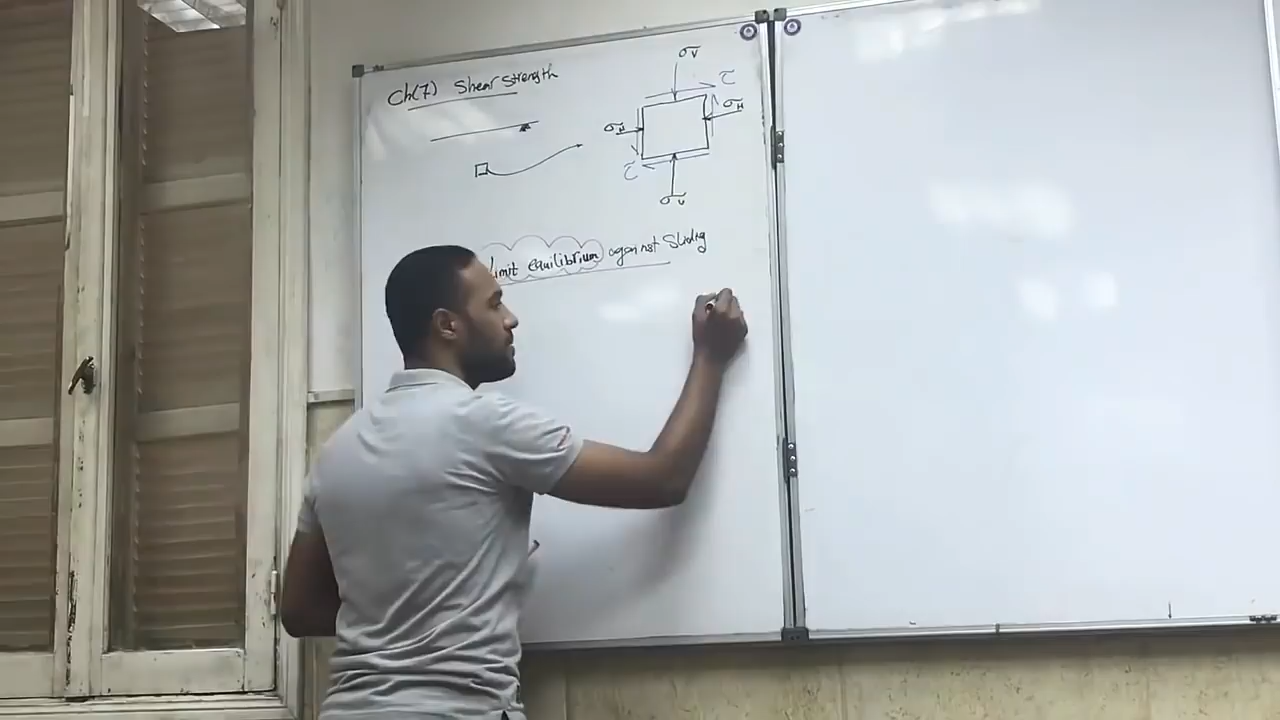 Ch(7) Shear Strength
σv
τ
σH
σH
τ
σv
limit equilibrium against Sliding